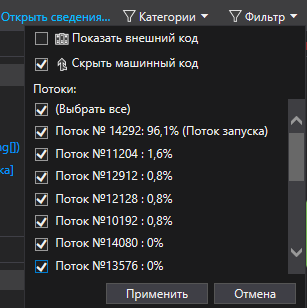 Открыть сведения... Категории Фильтр
Показать внешний код
Скрыть машинный код
Потоки:
(Выбрать все)
Поток № 14292: 96,1% (Поток запуска)
ng[])
Поток №11204 : 1,6%
Поток №12912 : 0,8%
ка]
Поток №12128 : 0,8%
Поток №10192 : 0,8%
Поток №14080 : 0%
Поток №13576 : 0%
Применить Отмена